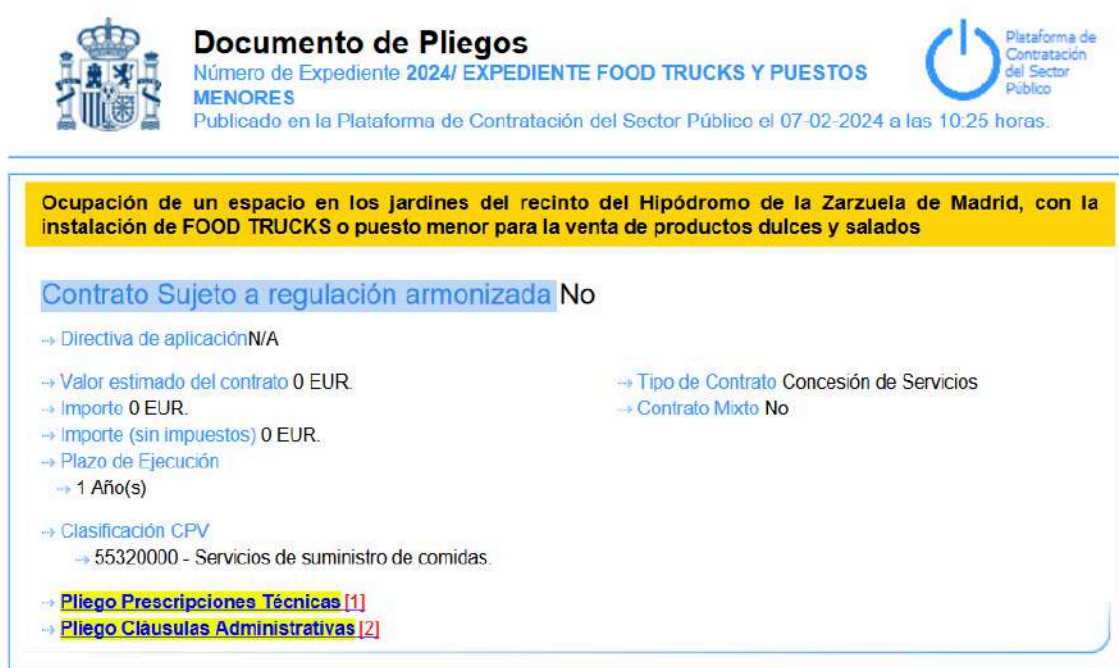 Documento de Pliegos
Número de Expediente 2024/ EXPEDIENTE FOOD TRUCKS Y PUESTOS
MENORES
Publicado en la Plataforma de Contratación del Sector Público el 07-02-2024 a las 10:25 horas.
Plataforma de
Contratación
del Sector
Público
Ocupación de un espacio en los jardines del recinto del Hipódromo de la Zarzuela de Madrid, con la
instalación de FOOD TRUCKS o puesto menor para la venta de productos dulces y salados
Contrato Sujeto a regulación armonizada No
Directiva de aplicaciónN/A
Valor estimado del contrato 0 EUR.
Importe 0 EUR.
Importe (sin impuestos) 0 EUR.
Plazo de Ejecución
1 Año(s)
Tipo de Contrato Concesión de Servicios
Contrato Mixto No
Clasificación CPV
55320000 - Servicios de suministro de comidas.
Pliego Prescripciones Técnicas [1]
Pliego Cláusulas Administrativas [2]